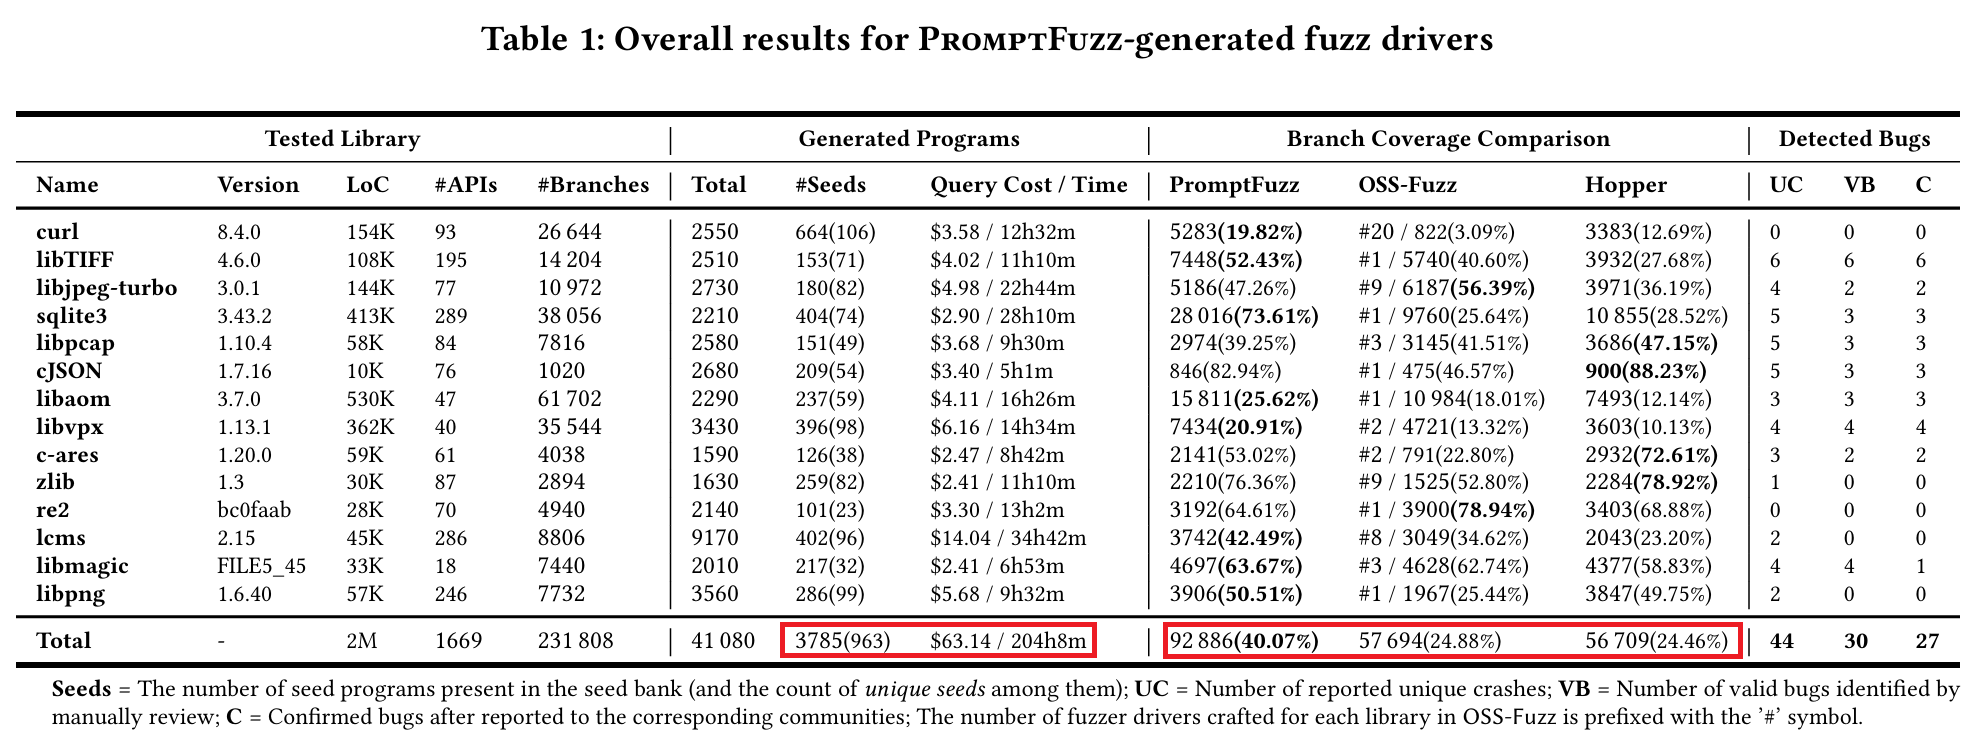 Table 1: Overall results for PROMPTFUZZ-generated fuzz drivers
Tested Library | Generated Programs | Branch Coverage Comparison | Detected Bugs
Name Version LoC #APIs #Branches | Total #Seeds Query Cost / Time | PromptFuzz OSS-Fuzz Hopper | UC VB C
curl 8.4.0 154K 93 26 644 2550 664(106) $3.58 / 12h32m 5283(19.82%) #20 / 822(3.09%) 3383(12.69%) 0 0 0
libTIFF 4.6.0 108K 195 14 204 2510 153(71) $4.02 / 11h10m 7448(52.43%) #1 / 5740(40.60%) 3932(27.68%) 6 6 6
libjpeg-turbo 3.0.1 144K 77 10 972 2730 180(82) $4.98 / 22h44m 5186(47.26%) #9 / 6187(56.39%) 3971(36.19%) 4 2 2
sqlite3 3.43.2 413K 289 38 056 2210 404(74) $2.90 / 28h10m 28 016(73.61%) #1 / 9760(25.64%) 10 855(28.52%) 5 3 3
libpcap 1.10.4 58K 84 7816 2580 151(49) $3.68 / 9h30m 2974(39.25%) #3 / 3145(41.51%) 3686(47.15%) 5 3 3
cJSON 1.7.16 10K 76 1020 2680 209(54) $3.40 / 5h1m 846(82.94%) #1 / 475(46.57%) 900(88.23%) 5 3 3
libaom 3.7.0 530K 47 61 702 2290 237(59) $4.11 / 16h26m 15 811(25.62%) #1 / 10 984(18.01%) 7493(12.14%) 3 3 3
libvpx 1.13.1 362K 40 35 544 3430 396(98) $6.16 / 14h34m 7434(20.91%) #2 / 4721(13.32%) 3603(10.13%) 4 4 4
c-ares 1.20.0 59K 61 4038 1590 126(38) $2.47 / 8h42m 2141(53.02%) #2 / 791(22.80%) 2932(72.61%) 3 2 2
zlib 1.3 30K 87 2894 1630 259(82) $2.41 / 11h10m 2210(76.36%) #9 / 1525(52.80%) 2284(78.92%) 1 0 0
re2 bc0faab 28K 70 4940 2140 101(23) $3.30 / 13h2m 3192(64.61%) #1 / 3900(78.94%) 3403(68.88%) 0 0 0
lcms 2.15 45K 286 8806 9170 402(96) $14.04 / 34h42m 3742(42.49%) #8 / 3049(34.62%) 2043(23.20%) 2 0 0
libmagic FILE5_45 33K 18 7440 2010 217(32) $2.41 / 6h53m 4697(63.67%) #3 / 4628(62.74%) 4377(58.83%) 4 4 1
libpng 1.6.40 57K 246 7732 3560 286(99) $5.68 / 9h32m 3906(50.51%) #1 / 1967(25.44%) 3847(49.75%) 2 0 0
Total - 2M 1669 231 808 41 080 3785(963) $63.14 / 204h8m 92 886(40.07%) 57 694(24.88%) 56 709(24.46%) 44 30 27
Seeds = The number of seed programs present in the seed bank (and the count of unique seeds among them); UC = Number of reported unique crashes; VB = Number of valid bugs identified by
manually review; C = Confirmed bugs after reported to the corresponding communities; The number of fuzzer drivers crafted for each library in OSS-Fuzz is prefixed with the '#' symbol.